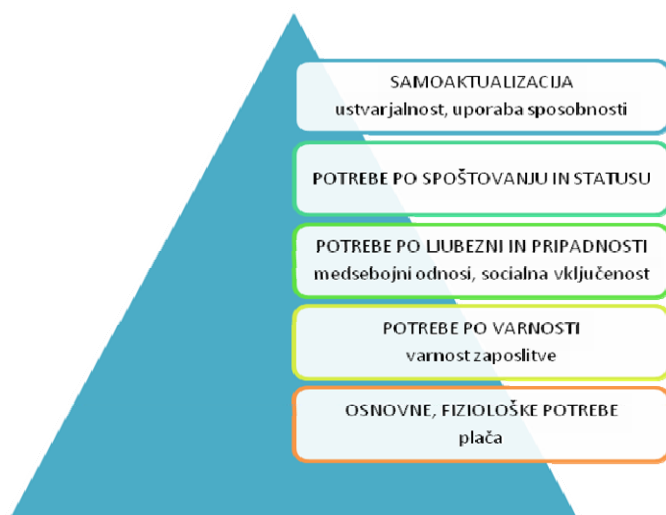 SAMOAKTUALIZACIJA
ustvarjalnost, uporaba sposobnosti
POTREBE PO SPOŠTOVANJU IN STATUSU
POTREBE PO LJUBEZNI IN PRIPADNOSTI
medsebojni odnosi, socialna vključenost
POTREBE PO VARNOSTI
varnost zaposlitve
OSNOVNE, FIZIOLOŠKE POTREBE
plača